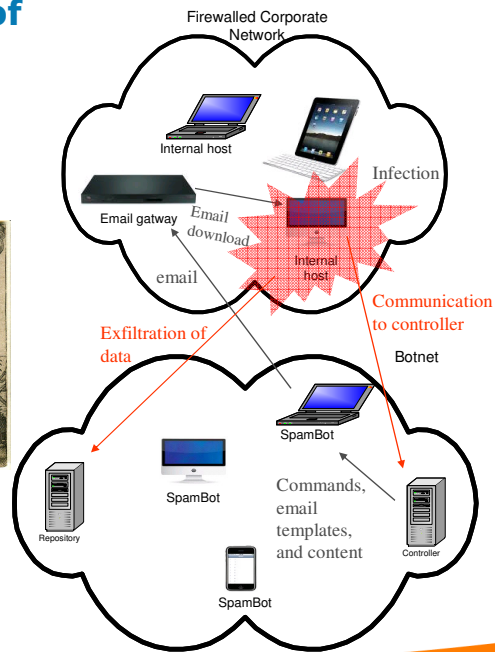 of
Firewalled Corporate
Network
Internal host
Infection
Email gatway
Email
download
Internal
host
email
Communication
to controller
Exfiltration of
data
Botnet
SpamBot
SpamBot
Commands,
email
templates,
and content
Repository
Controller
SpamBot